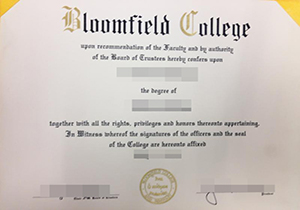 Bloomfield College
upon recommendation of the Faculty and by authority
of the Board of Trustees hereby confers upon
the degree of
together with all the rights, privileges and honors thereunto appertaining.
In Witness whereof the signatures of the officers and the seal
of the College are hereunto affixed